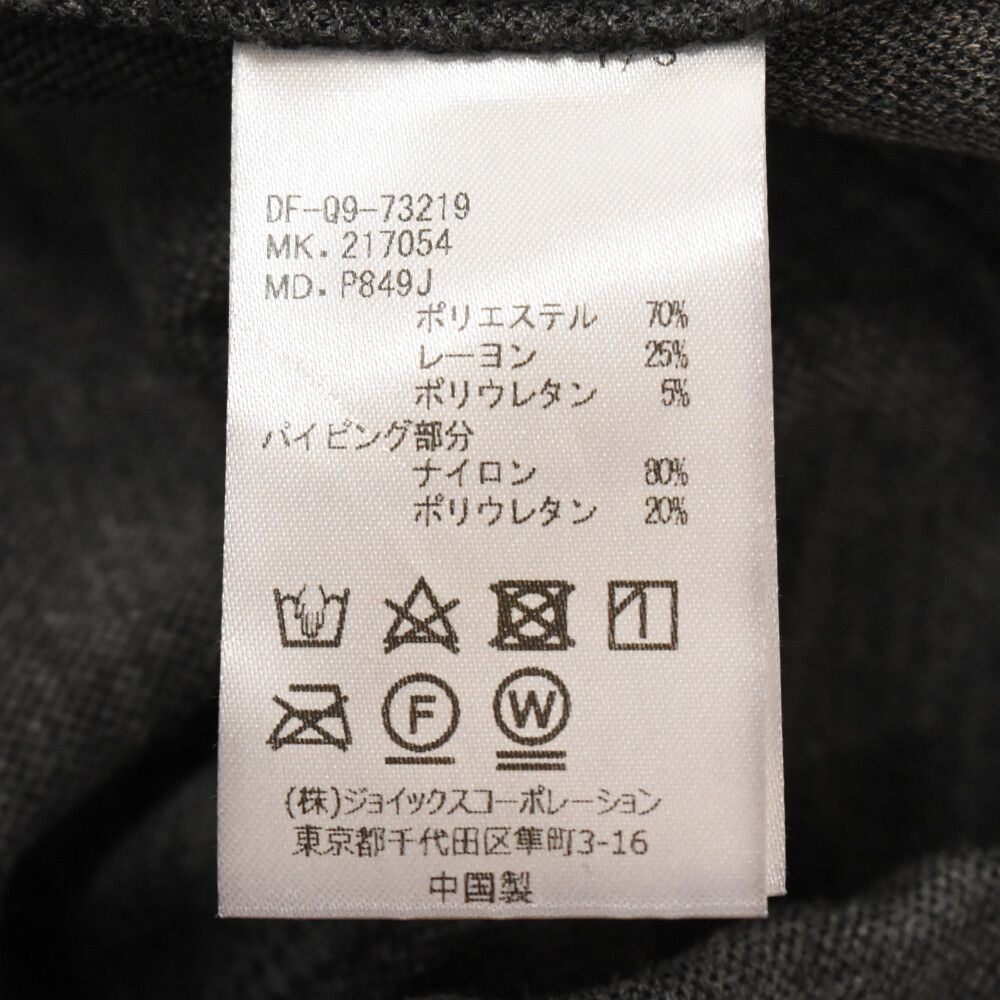 DF-Q9-73219
MK. 217054
MD. P849J
ポリエステル 70%
レーヨン 25%
ポリウレタン 5%
パイピング部分
ナイロン 80%
ポリウレタン 20%
F W
(株)ジョイックスコーポレーション
東京都千代田区隼町3-16
中国製